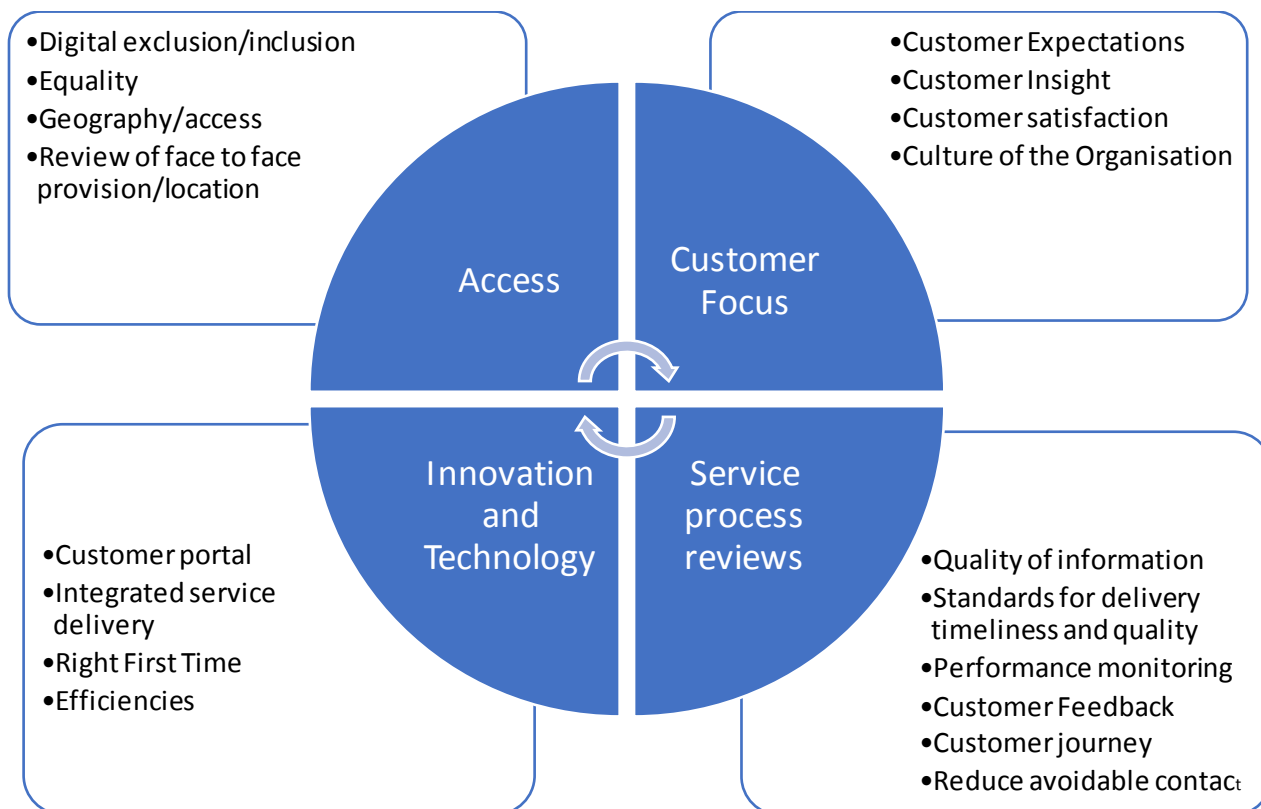 •Digital exclusion/inclusion
•Equality
•Geography/access
•Review of face to face
provision/location
•Customer Expectations
•Customer Insight
•Customer satisfaction
•Culture of the Organisation
Access
Customer
Focus
Innovation
and
Technology
Service
process
reviews
•Customer portal
•Integrated service
delivery
•Right First Time
•Efficiencies
•Quality of information
•Standards for delivery
timeliness and quality
•Performance monitoring
•Customer Feedback
•Customer journey
•Reduce avoidable contact